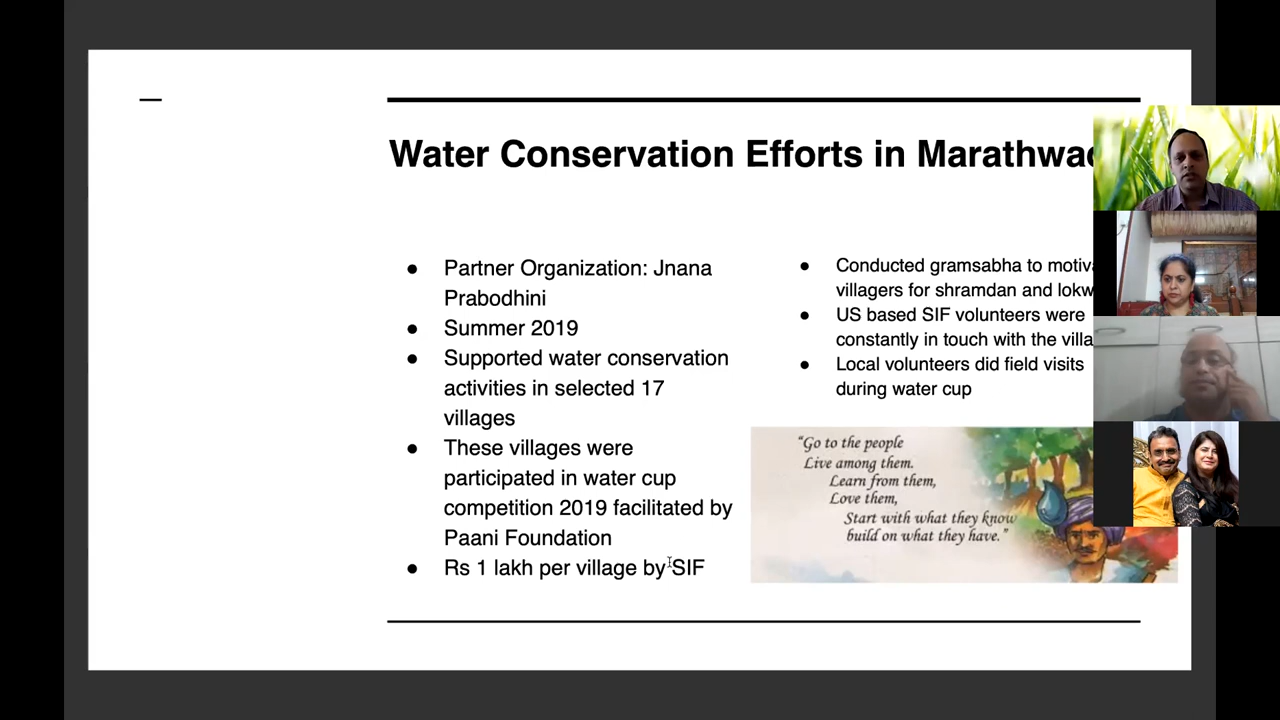 Water Conservation Efforts in
Partner Organization: Jnana
Prabodhini
Summer 2019
Supported water conservation
activities in selected 17
villages
These villages were
participated in water cup
competition 2019 facilitated by
Paani Foundation
Rs 1 lakh per village by SIF
Conducted gramsabha to
villagers for shramdan and
US based SIF volunteers were
constantly in touch with the
Local volunteers did field visits
during water cup
“Go to the people
Live among them.
Learn from them,
Love them,
Start with what they know
build on what they have.”